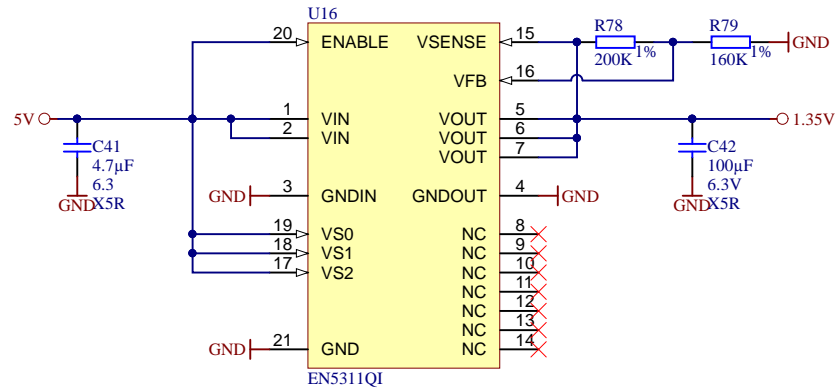 U16
20 ENABLE VSENSE 15 R78 1% R79 1% GND
200K 160K
VFB 16
5V 1 VIN VOUT 5 1.35V
2 VIN VOUT 6
VOUT 7
C41
4.7µF
6.3
X5R
GND
C42
100µF
6.3V
X5R
GND
GND 3 GNDIN GNDOUT 4 GND
19 VS0 NC 8
18 VS1 NC 9
17 VS2 NC 10
NC 11
NC 12
NC 13
GND 21 GND NC 14
EN5311QI